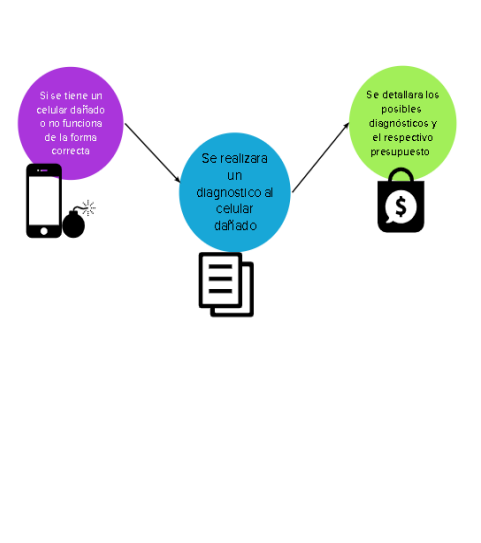 Si se tiene un
celular dañado
o no funciona
de la forma
correcta
Se realizara
un
diagnostico al
celular
dañado
Se detallara los
posibles
diagnósticos y
el respectivo
presupuesto
$